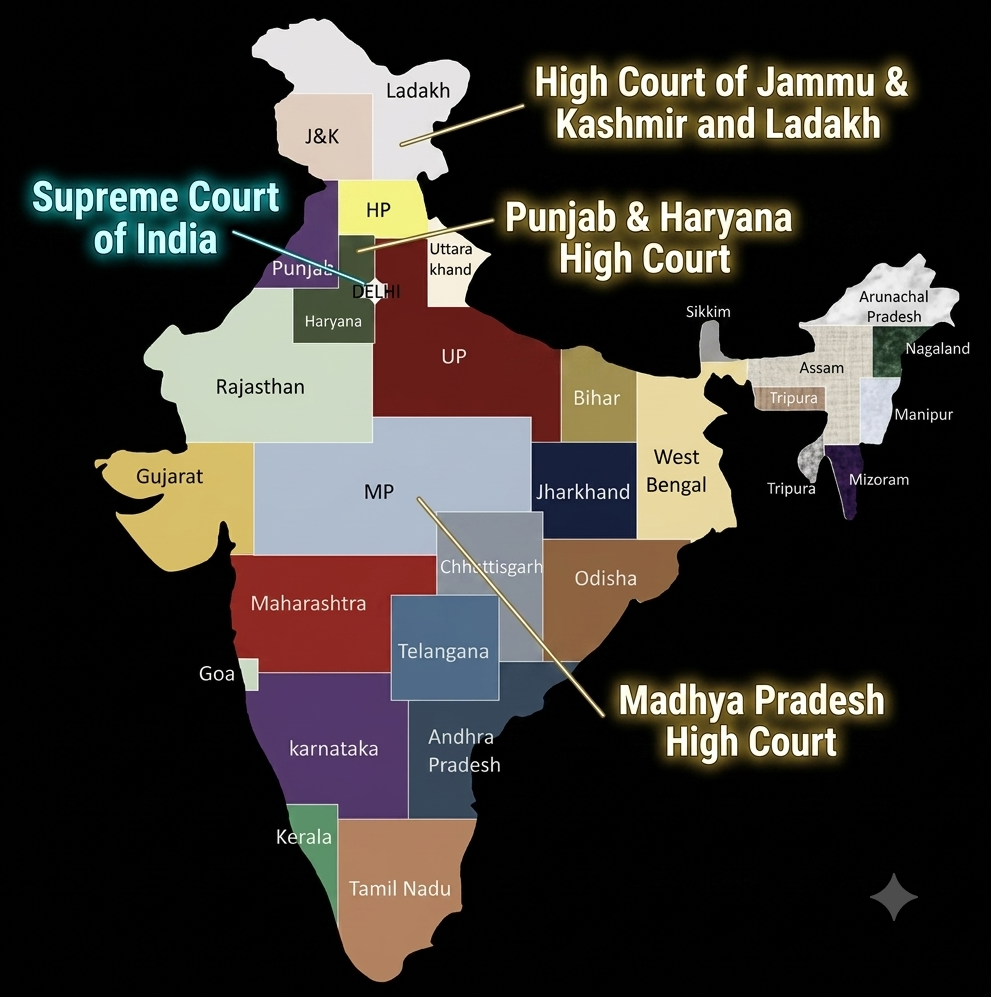 Ladakh
High Court of Jammu &
Kashmir and Ladakh
J&K
Supreme Court
of India
HP
Punjab & Haryana
High Court
Uttara
khand
Punjab
DELHI
Haryana
Sikkim
Arunachal
Pradesh
Nagaland
UP
Assam
Rajasthan
Bihar
Tripura
Manipur
Gujarat
MP
Jharkhand
West
Bengal
Tripura
Mizoram
Chhattisgarh
Odisha
Maharashtra
Telangana
Goa
Madhya Pradesh
High Court
karnataka
Andhra
Pradesh
Kerala
Tamil Nadu